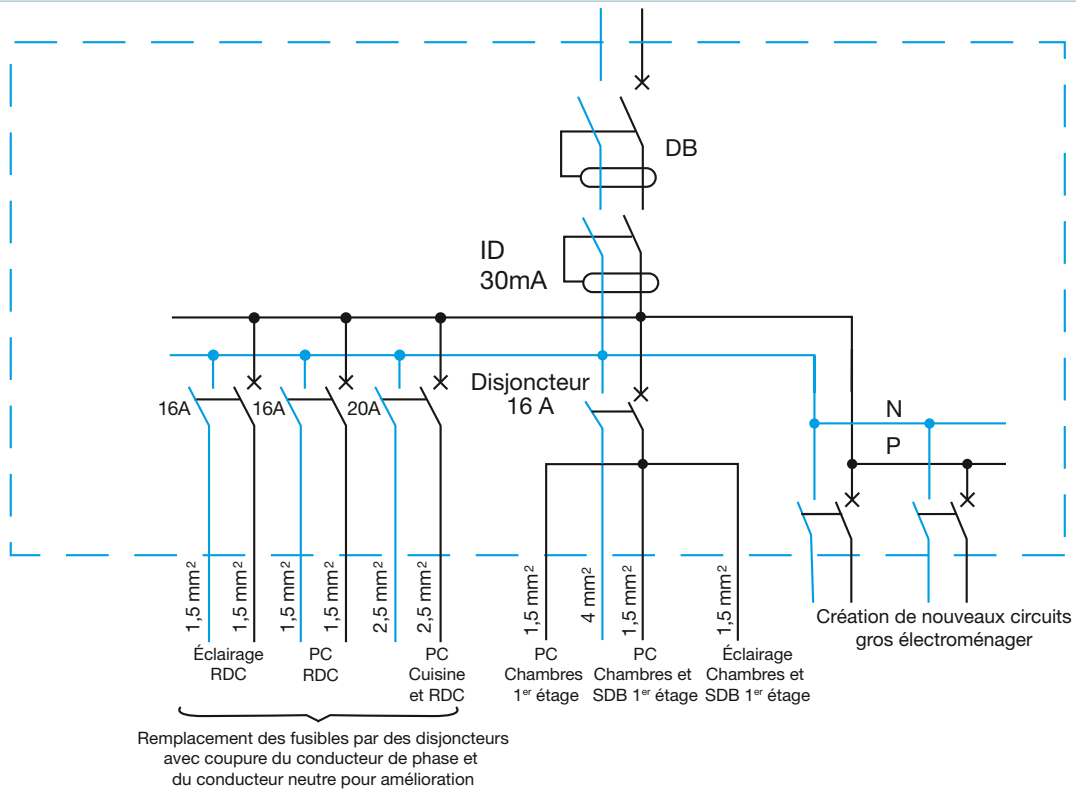 DB
ID
30mA
Disjoncteur
16 A
16A
16A
20A
N
P
1,5 mm²
1,5 mm²
1,5 mm²
1,5 mm²
2,5 mm²
2,5 mm²
1,5 mm²
4 mm²
1,5 mm²
1,5 mm²
Éclairage
RDC
PC
RDC
PC
Cuisine
et RDC
PC
Chambres
1er étage
PC
Chambres et
SDB 1er étage
Éclairage
Chambres et
SDB 1er étage
Création de nouveaux circuits
gros électroménager
Remplacement des fusibles par des disjoncteurs
avec coupure du conducteur de phase et
du conducteur neutre pour amélioration